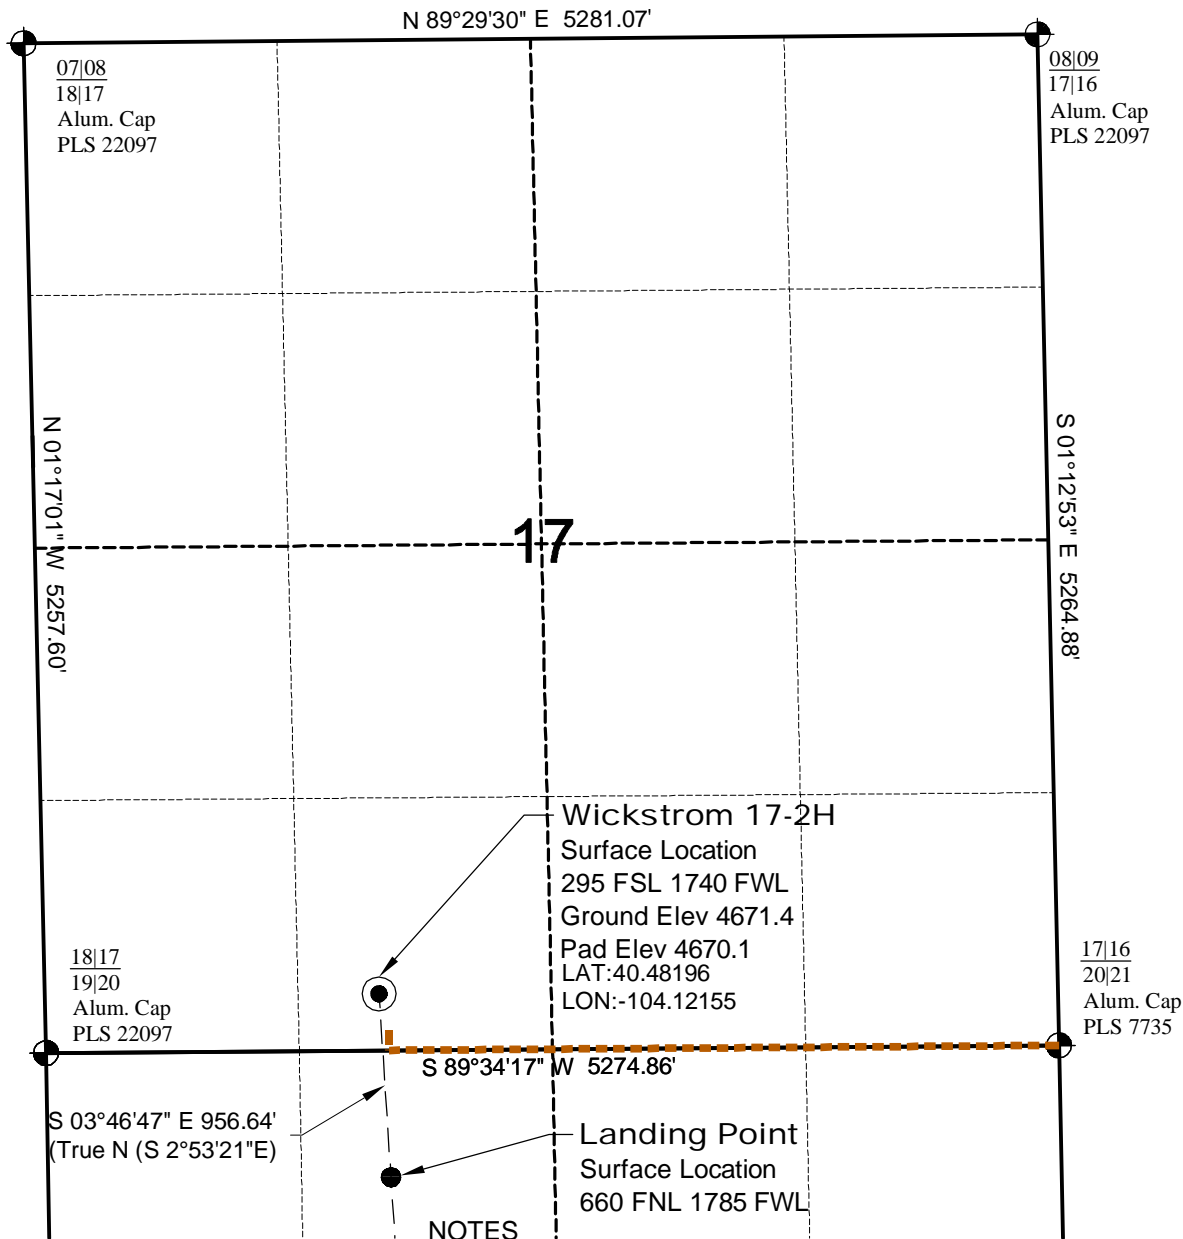 N 89°29'30" E 5281.07'
07|08
18|17
Alum. Cap
PLS 22097
08|09
17|16
Alum. Cap
PLS 22097
N 01°17'01" W 5257.60'
17
S 01°12'53" E 5264.88'
Wickstrom 17-2H
Surface Location
295 FSL 1740 FWL
Ground Elev 4671.4
Pad Elev 4670.1
LAT:40.48196
LON:-104.12155
18|17
19|20
Alum. Cap
PLS 22097
17|16
20|21
Alum. Cap
PLS 7735
S 89°34'17" W 5274.86'
S 03°46'47" E 956.64'
(True N (S 2°53'21"E)
Landing Point
Surface Location
660 FNL 1785 FWL
NOTES